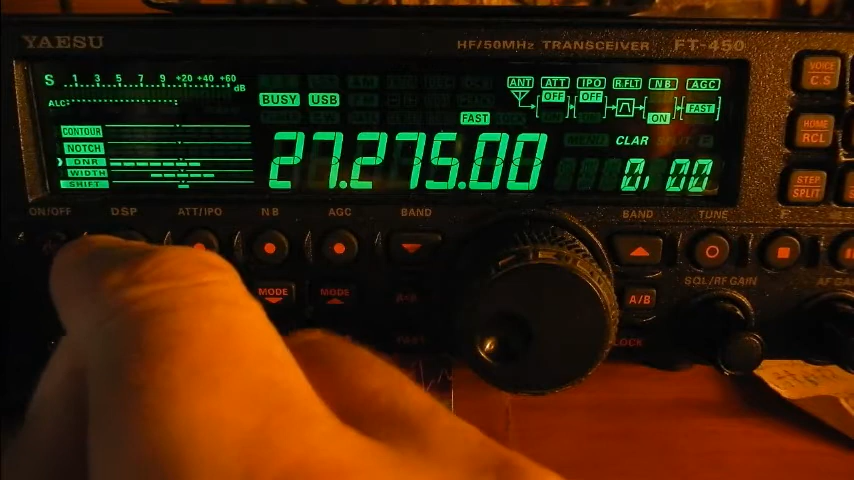 YAESU
HF/50MHz TRANSCEIVER FT-450
S 1 3 5 7 9 +20 +40 +60 dB
ALC
BUSY USB
FAST
ANT ATT IPO R.FLT NB AGC
OFF OFF
ON FAST
CONTOUR
NOTCH
DNR
WIDTH
SHIFT
27.275.00
CLAR
0.00
VOICE
C.S
HOME
RCL
STEP
SPLIT
ON/OFF DSP ATT/IPO NB AGC BAND
BAND TUNE F
MODE MODE A=B
A/B
SQL/RF GAIN
AF GAIN
FAST
LOCK